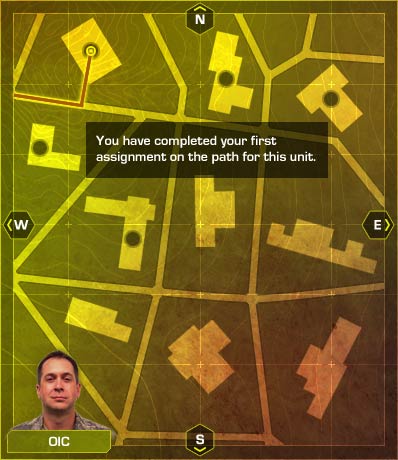 N
You have completed your first
assignment on the path for this unit.
W
E
OIC
S